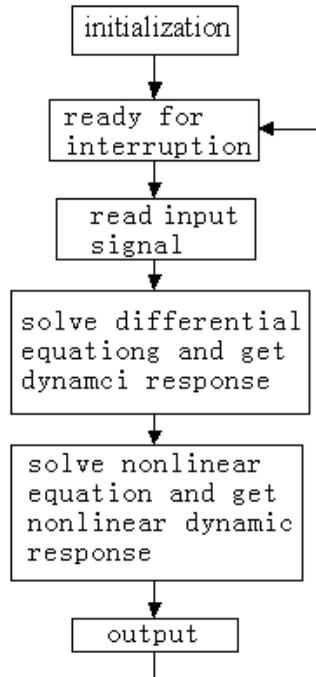 initialization
ready for
interruption
read input
signal
solve differential
equationg and get
dynamci response
solve nonlinear
equation and get
nonlinear dynamic
response
output